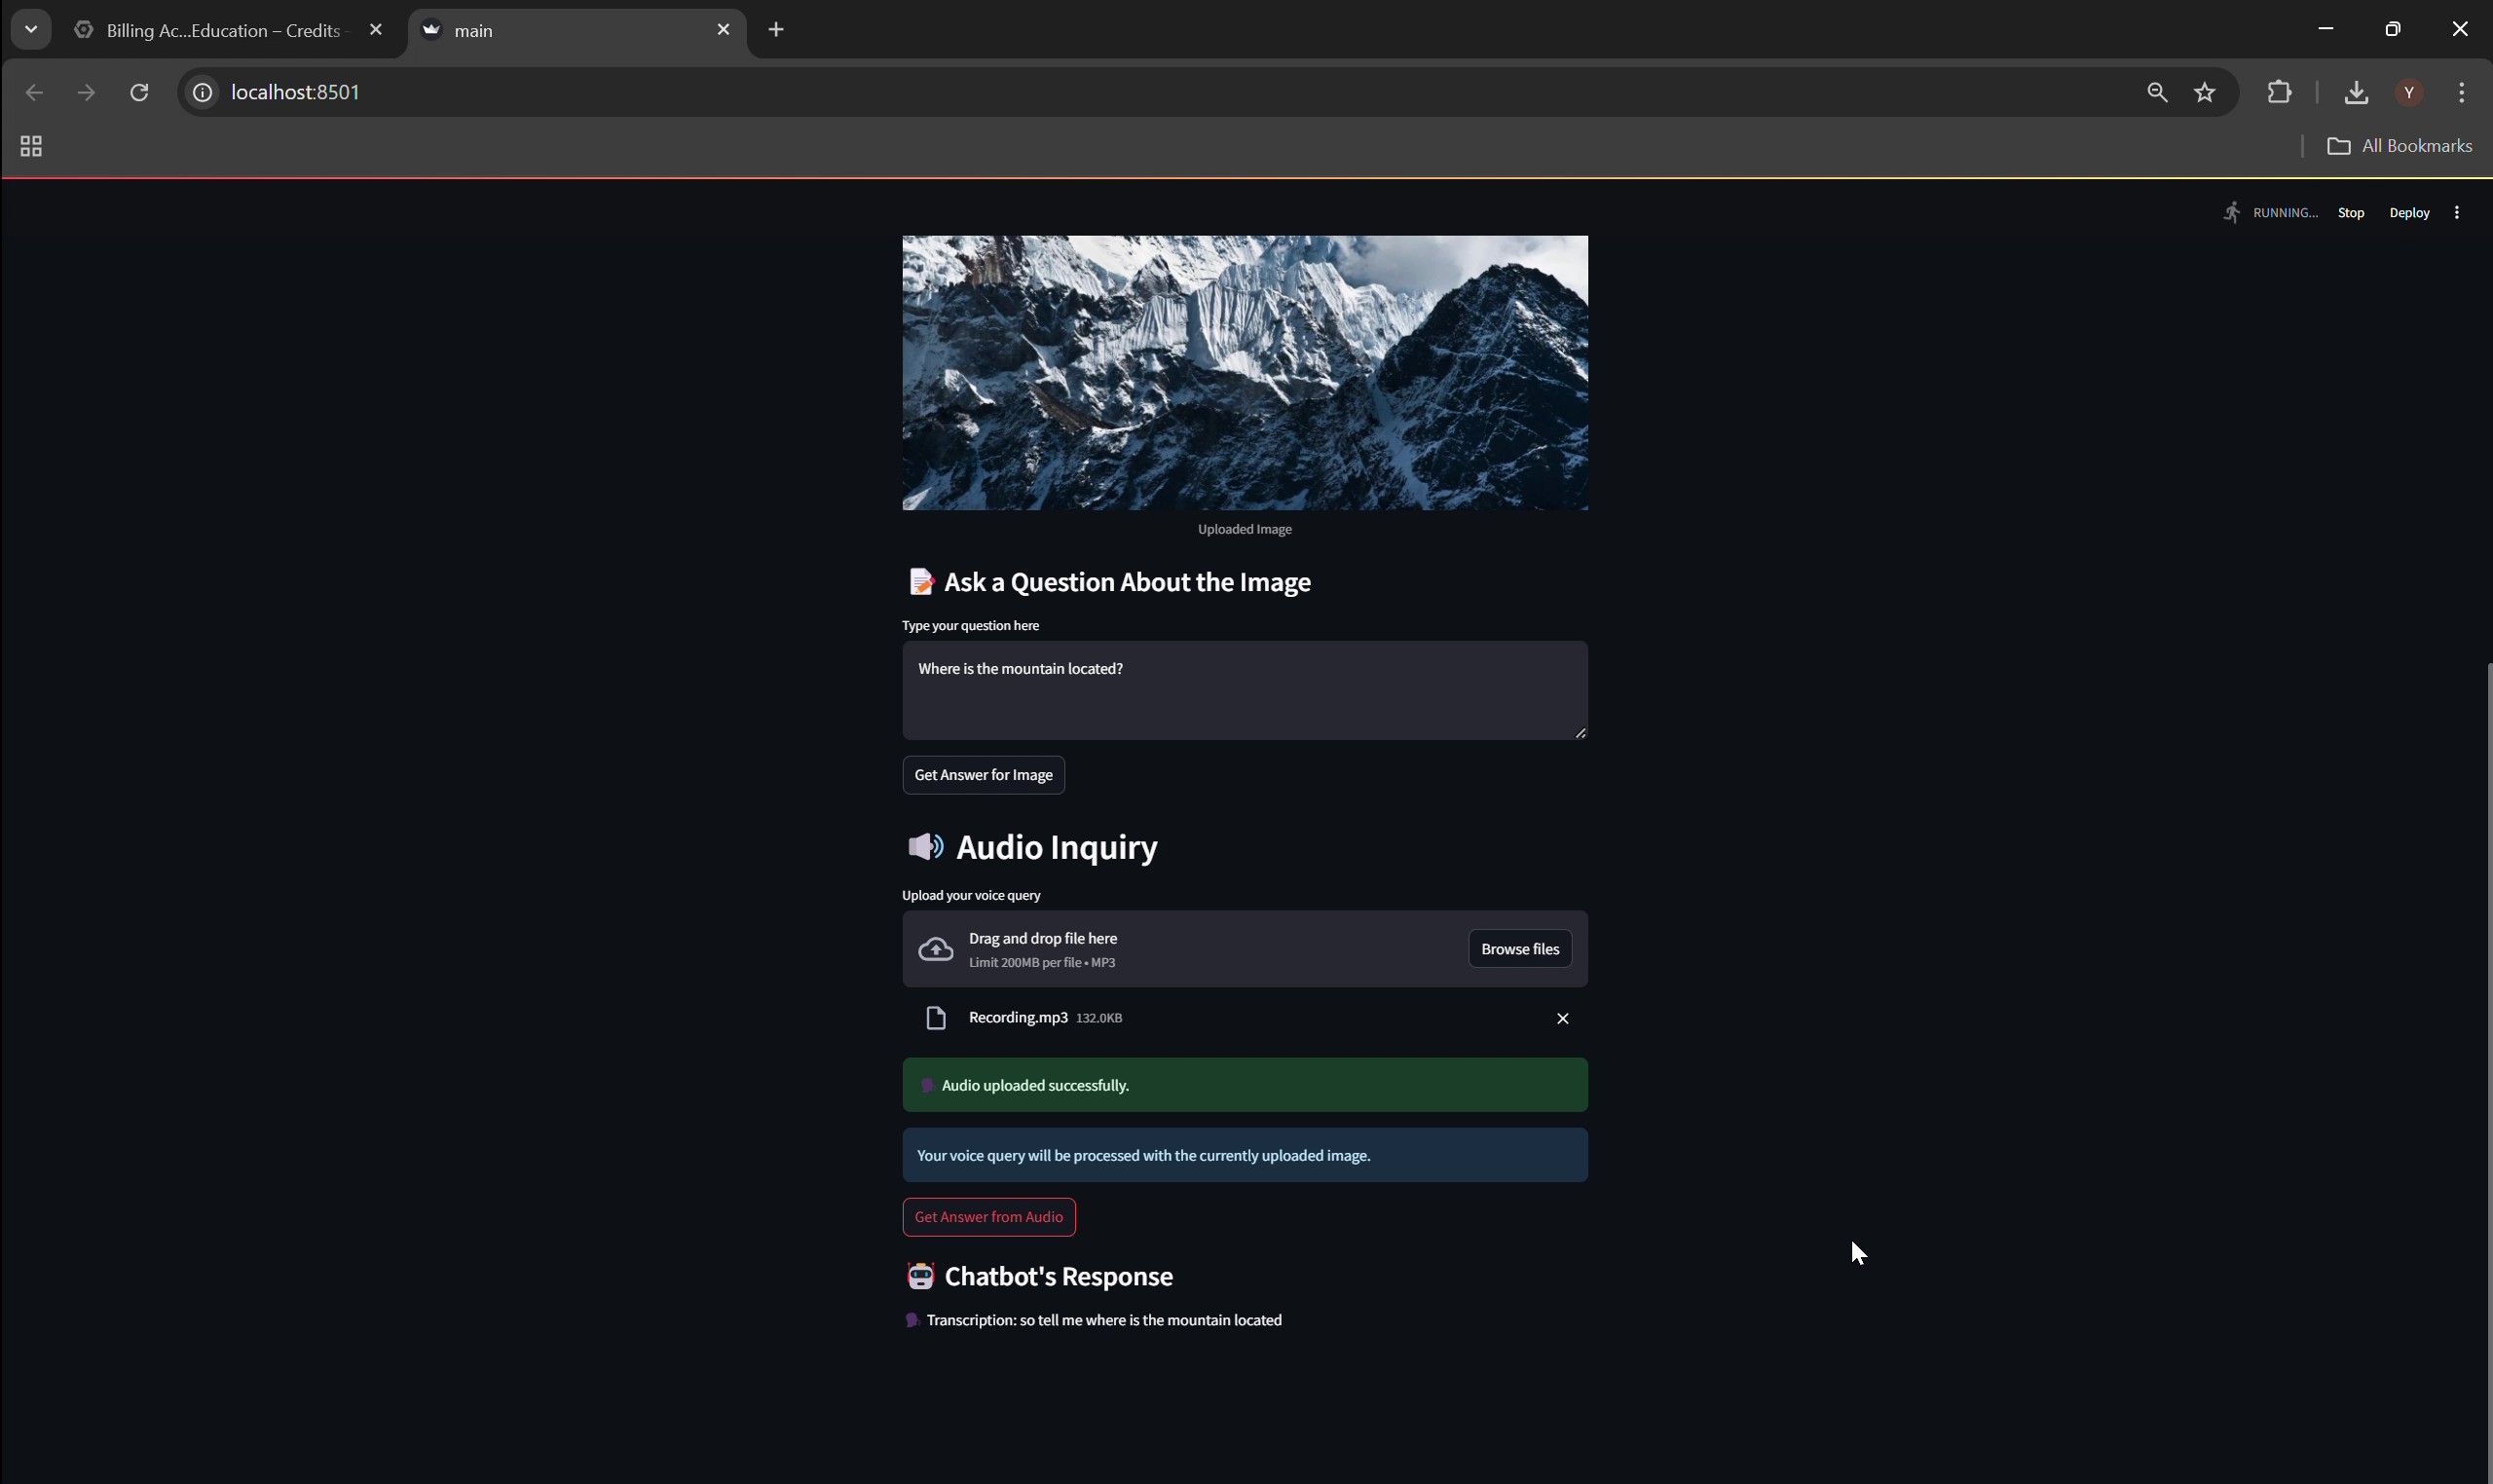 Billing Ac...Education – Credits
main
localhost:8501
Y
All Bookmarks
RUNNING... Stop Deploy
Uploaded Image
Ask a Question About the Image
Type your question here
Where is the mountain located?
Get Answer for Image
Audio Inquiry
Upload your voice query
Drag and drop file here
Limit 200MB per file • MP3
Browse files
Recording.mp3 132.0KB
Audio uploaded successfully.
Your voice query will be processed with the currently uploaded image.
Get Answer from Audio
Chatbot's Response
Transcription: so tell me where is the mountain located